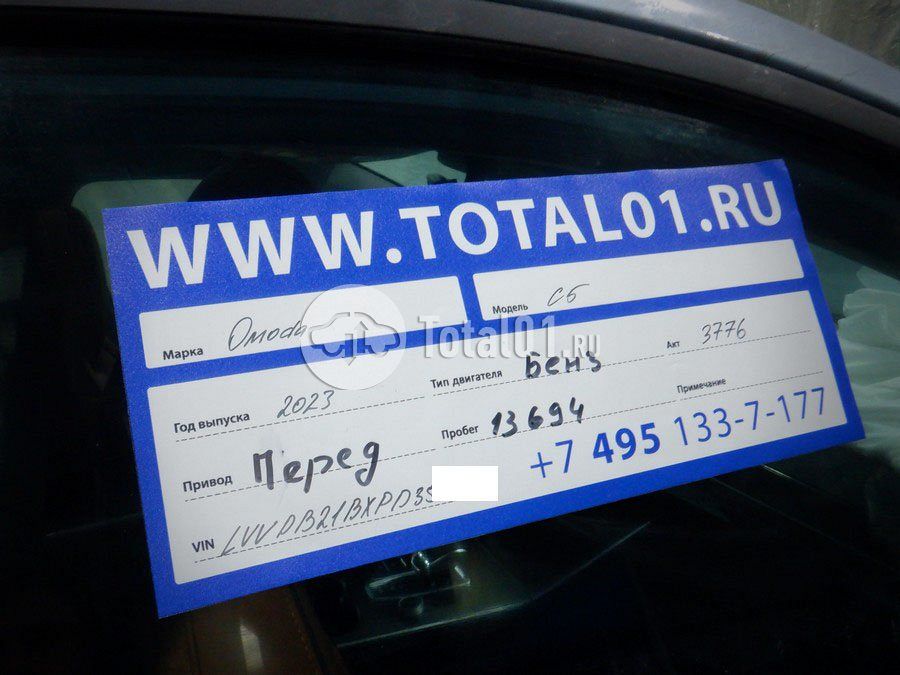 WWW.TOTAL01.RU
Марка Omoda Модель C5
Total01.RU
Год выпуска 2023 Тип двигателя Бенз Акт 3776
Привод Перед Пробег 13694 Примечание
+7 495 133-7-177
VIN LVVDB21BXPD35